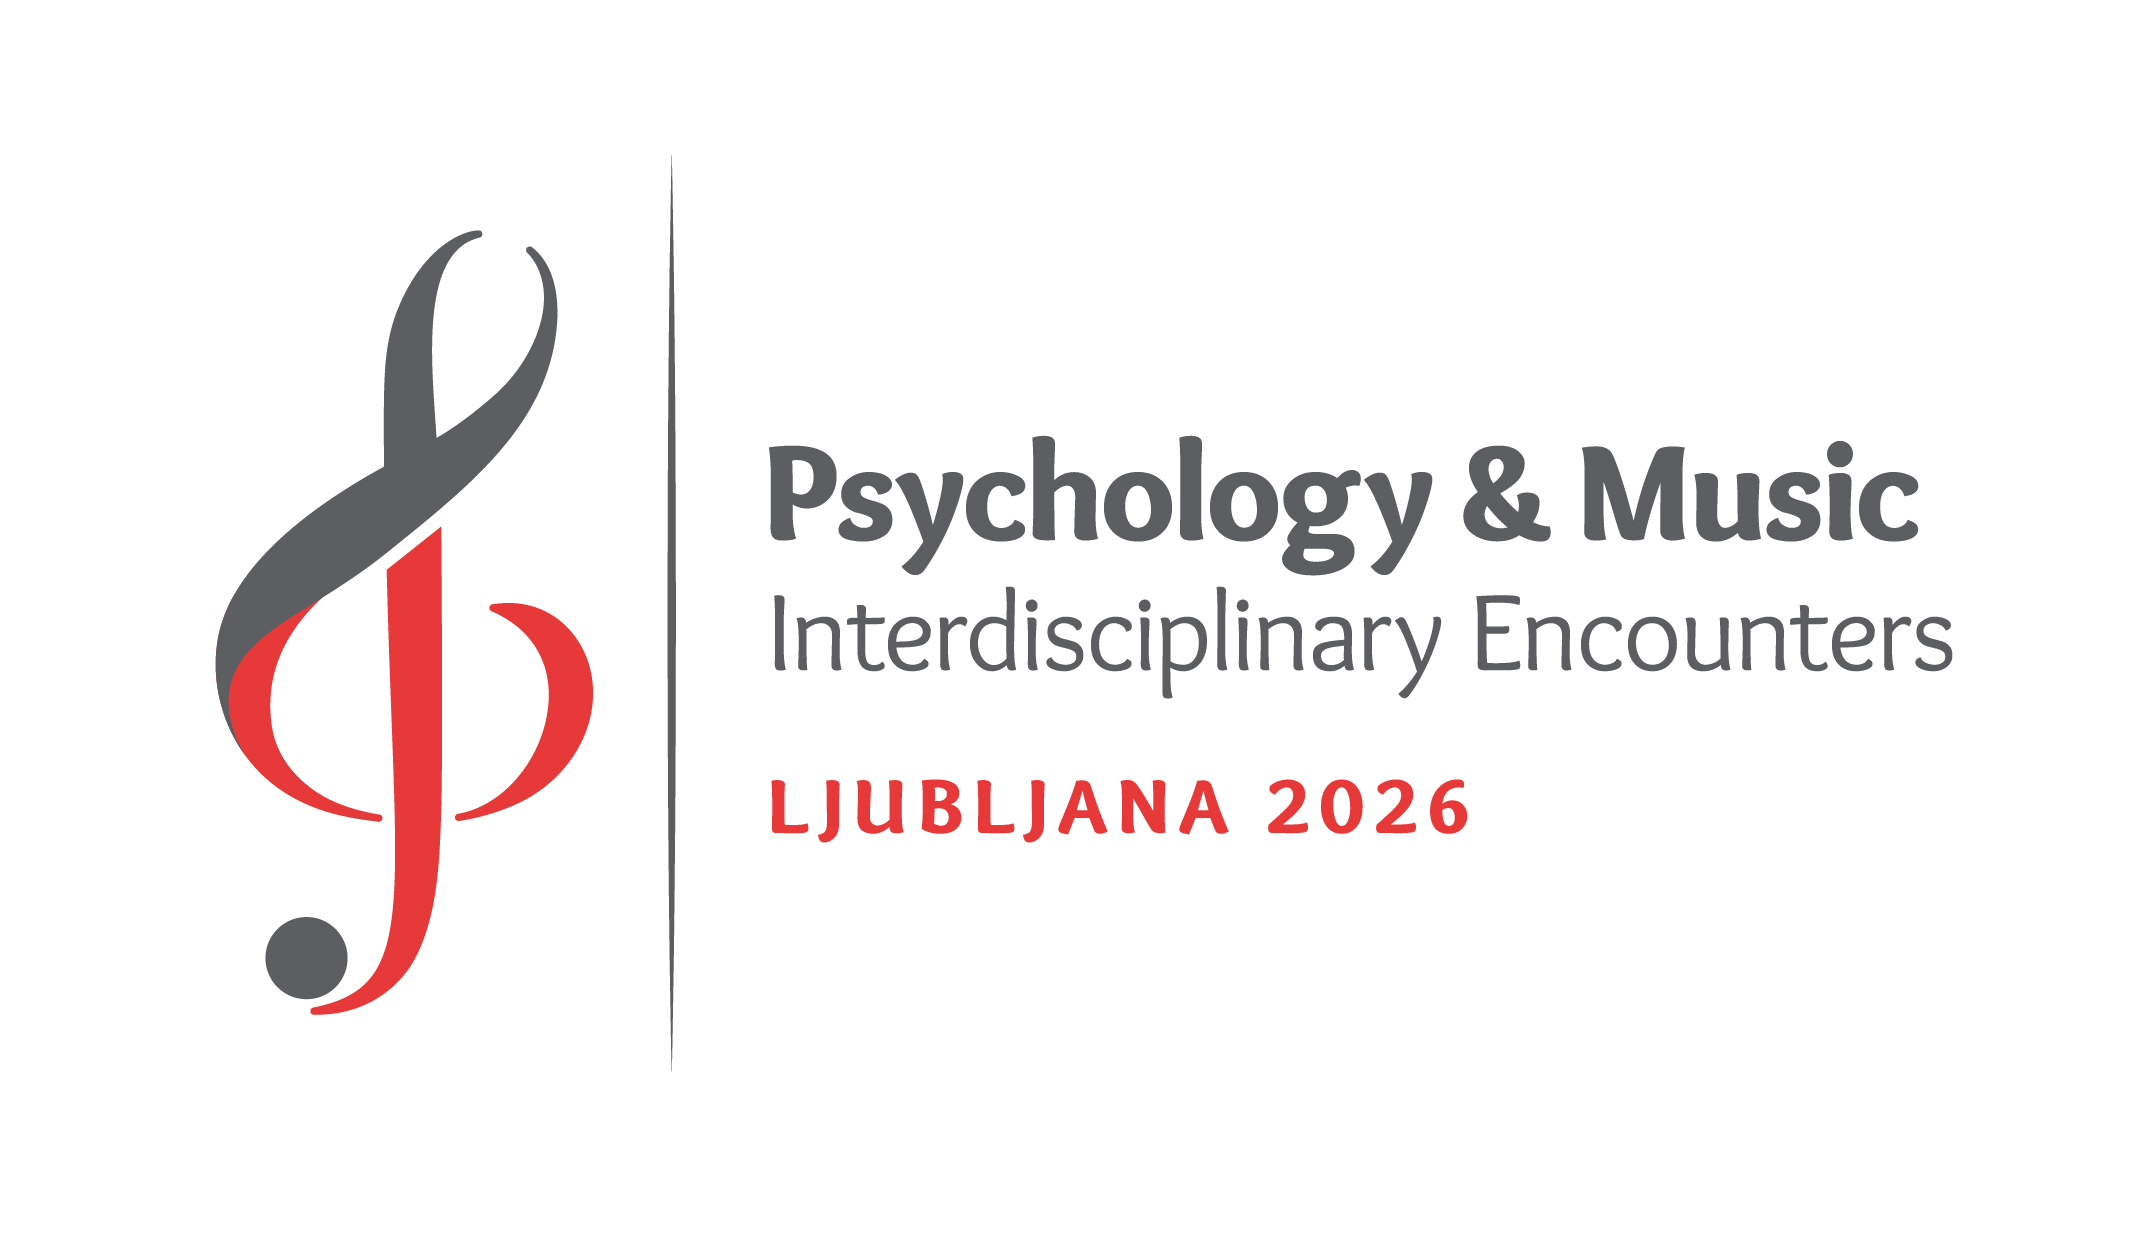 Psychology & Music
Interdisciplinary Encounters
LJUBLJANA 2026